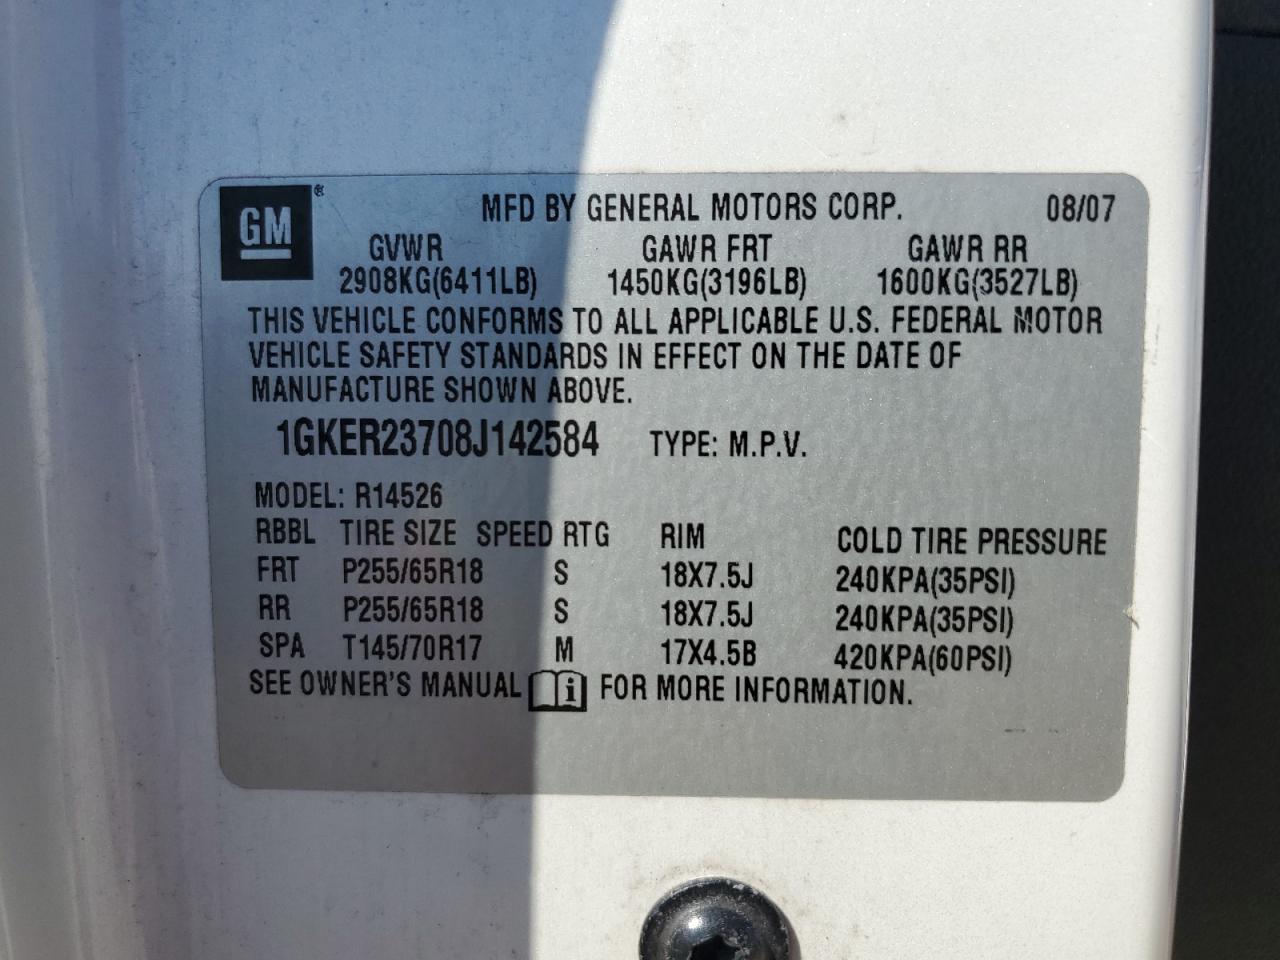 GM® MFD BY GENERAL MOTORS CORP. 08/07
GVWR GAWR FRT GAWR RR
2908KG(6411LB) 1450KG(3196LB) 1600KG(3527LB)
THIS VEHICLE CONFORMS TO ALL APPLICABLE U.S. FEDERAL MOTOR
VEHICLE SAFETY STANDARDS IN EFFECT ON THE DATE OF
MANUFACTURE SHOWN ABOVE.
1GKER23708J142584 TYPE: M.P.V.
MODEL: R14526
RBBL TIRE SIZE SPEED RTG RIM COLD TIRE PRESSURE
FRT P255/65R18 S 18X7.5J 240KPA(35PSI)
RR P255/65R18 S 18X7.5J 240KPA(35PSI)
SPA T145/70R17 M 17X4.5B 420KPA(60PSI)
SEE OWNER'S MANUAL i FOR MORE INFORMATION.